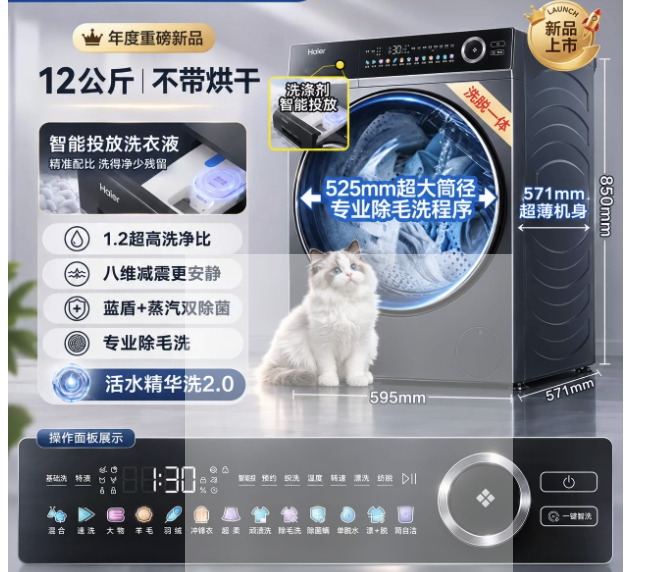 年度重磅新品
12公斤|不带烘干
LAUNCH
新品
上市
Haier
1:30
洗涤剂
智能投放
洗脱一体
智能投放洗衣液
精准配比 洗得净少残留
Haier
525mm超大筒径
专业除毛洗程序
571mm
超薄机身
850mm
1.2超高洗净比
八维减震更安静
蓝盾+蒸汽双除菌
专业除毛洗
活水精华洗2.0
595mm
571mm
操作面板展示
基础洗 特渍 1:30 智能投 预约 织洗 温度 转速 漂洗 防脱
混合 速洗 大物 羊毛 羽绒 冲锋衣 超柔 顽渍洗 除毛洗 除菌螨 单脱水 漂+脱 筒自洁
一键智洗